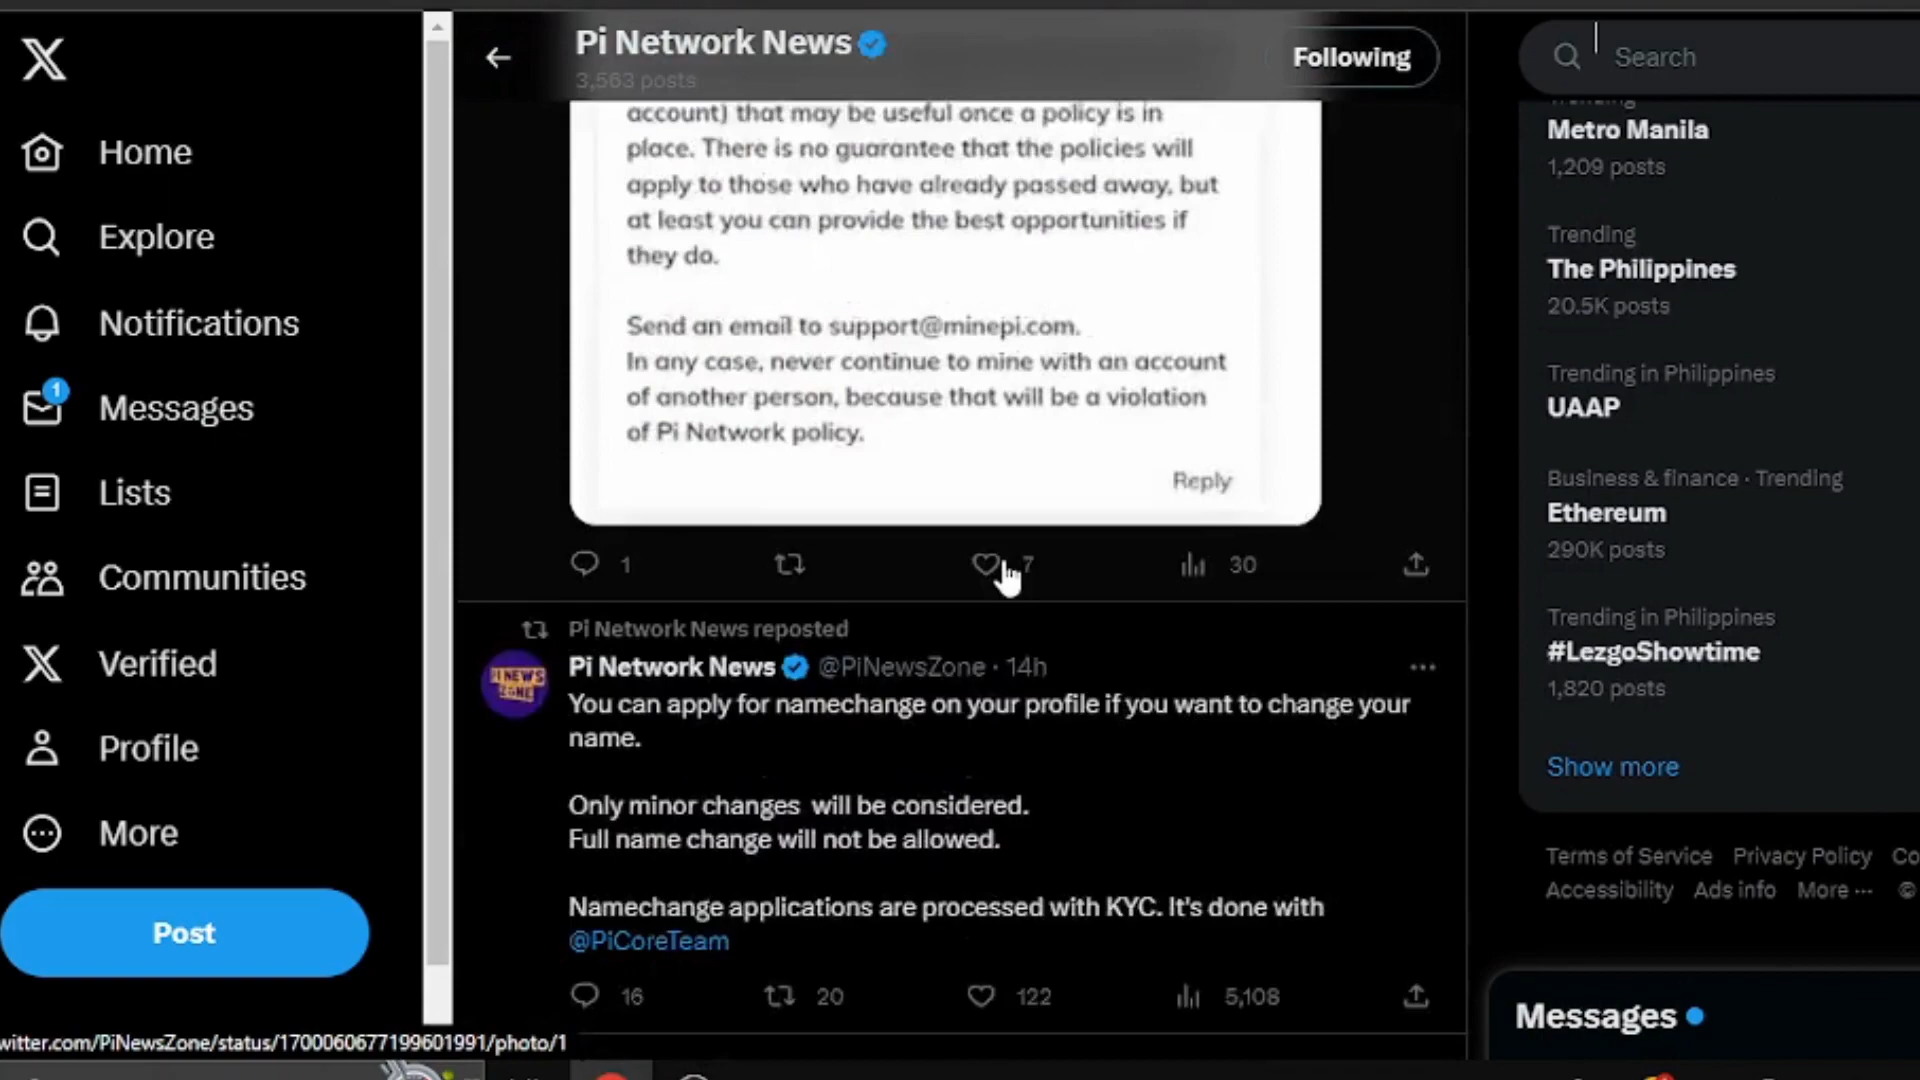 Home
Explore
Notifications
1
Messages
Lists
Communities
Verified
Profile
More
Post
witter.com/PiNewsZone/status/1700060677199601991/photo/1
Pi Network News
3,563 posts
Following
account) that may be useful once a policy is in
place. There is no guarantee that the policies will
apply to those who have already passed away, but
at least you can provide the best opportunities if
they do.
Send an email to support@minepi.com.
In any case, never continue to mine with an account
of another person, because that will be a violation
of Pi Network policy.
Reply
1 7 30
Pi Network News reposted
PI NEWS
ZONE
Pi Network News @PiNewsZone · 14h
You can apply for namechange on your profile if you want to change your
name.
Only minor changes will be considered.
Full name change will not be allowed.
Namechange applications are processed with KYC. It's done with
@PiCoreTeam
16 20 122 5,108
Search
Trending
Metro Manila
1,209 posts
Trending
The Philippines
20.5K posts
Trending in Philippines
UAAP
Business & finance · Trending
Ethereum
290K posts
Trending in Philippines
#LezgoShowtime
1,820 posts
Show more
Terms of Service Privacy Policy Co
Accessibility Ads info More ··· ©
Messages